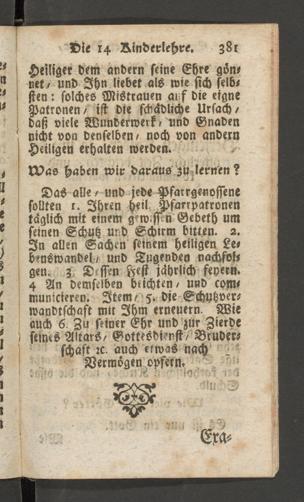 Die 14 Kinderlehre. 381
Heiliger dem andern seine Ehre gön-
net / und Ihn liebet als wie sich selb-
sten : solches Mistrauen auf die eigne
Patronen / ist die schädliche Ursach /
daß viele Wunderwerk / und Gnaden
nicht von denselben / noch von andern
Heiligen erhalten werden.
Was haben wir daraus zu lernen ?
Das alle / und jede Pfarrgenossene
sollten 1. Ihren heil. Pfarrpatronen
täglich mit einem gewissen Gebeth um
seinen Schutz und Schirm bitten. 2.
In allen Sachen seinem heiligen Le-
benswandel / und Tugenden nachfol-
gen. 3. Dessen Fest jährlich feyern.
4 An demselben beichten / und com-
municieren. Item / 5. die Schutzver-
wandtschaft mit Ihm erneuern. Wie
auch 6. Zu seiner Ehr und zur Zierde
seines Altars / Gottesdienst / Bruder-
schaft ꝛc. auch etwas nach
Vermögen opfern.
Exa-